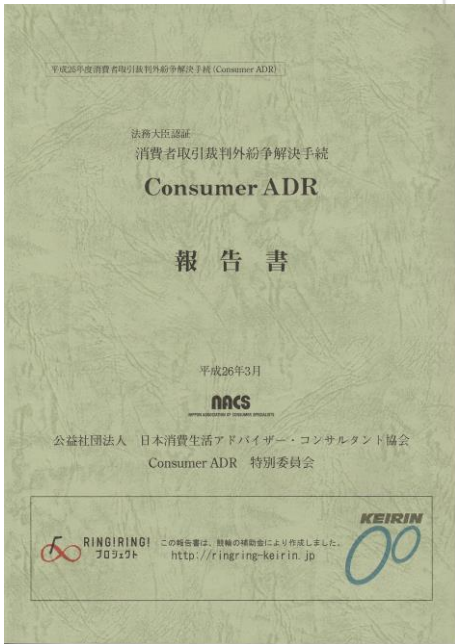 平成25年度消費者取引裁判外紛争解決手続(Consumer ADR)
法務大臣認証
消費者取引裁判外紛争解決手続
Consumer ADR
報告書
平成26年3月
NACS
NIPPON ASSOCIATION OF CONSUMER SPECIALISTS
公益社団法人 日本消費生活アドバイザー・コンサルタント協会
Consumer ADR 特別委員会
KEIRIN
RING!RING!
プロジェクト
この報告書は、競輪の補助金により作成しました。
http://ringring-keirin.jp